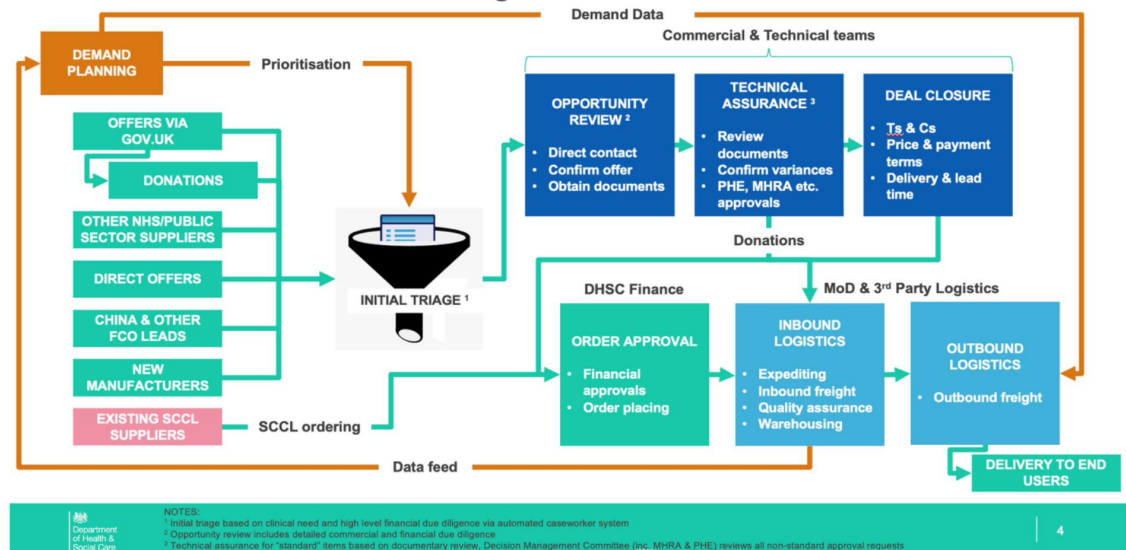 Demand Data
DEMAND
PLANNING
Prioritisation
Commercial & Technical teams
OFFERS VIA
GOV.UK
DONATIONS
OTHER NHS/PUBLIC
SECTOR SUPPLIERS
DIRECT OFFERS
CHINA & OTHER
FCO LEADS
NEW
MANUFACTURERS
EXISTING SCCL
SUPPLIERS
INITIAL TRIAGE ¹
OPPORTUNITY
REVIEW ²
• Direct contact
• Confirm offer
• Obtain documents
TECHNICAL
ASSURANCE ³
• Review
documents
• Confirm variances
• PHE, MHRA etc.
approvals
DEAL CLOSURE
• Ts & Cs
• Price & payment
terms
• Delivery & lead
time
Donations
DHSC Finance
MoD & 3rd Party Logistics
ORDER APPROVAL
• Financial
approvals
• Order placing
INBOUND
LOGISTICS
• Expediting
• Inbound freight
• Quality assurance
• Warehousing
OUTBOUND
LOGISTICS
• Outbound freight
SCCL ordering
Data feed
DELIVERY TO END
USERS
Department
of Health &
Social Care
NOTES:
¹ Initial triage based on clinical need and high level financial due diligence via automated caseworker system
² Opportunity review includes detailed commercial and financial due diligence
³ Technical assurance for "standard" items based on documentary review, Decision Management Committee (inc. MHRA & PHE) reviews all non-standard approval requests
4